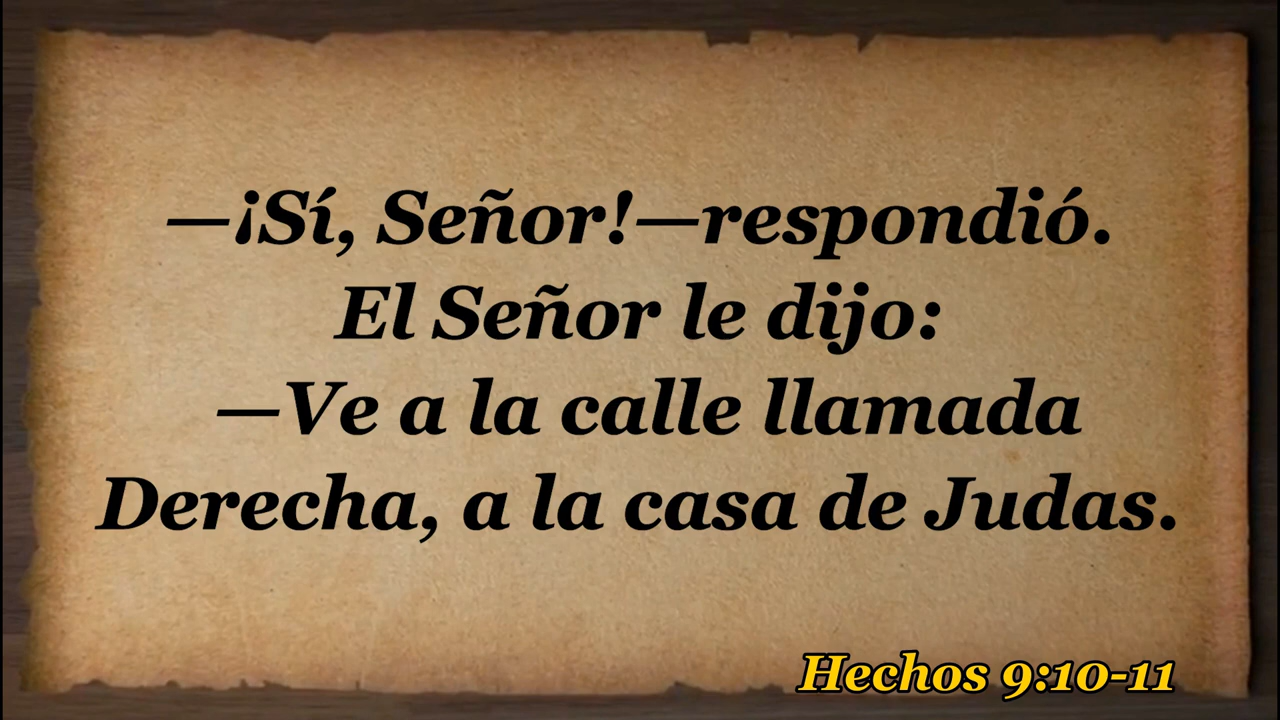 —¡Sí, Señor!—respondió.
El Señor le dijo:
—Ve a la calle llamada
Derecha, a la casa de Judas.
Hechos 9:10-11